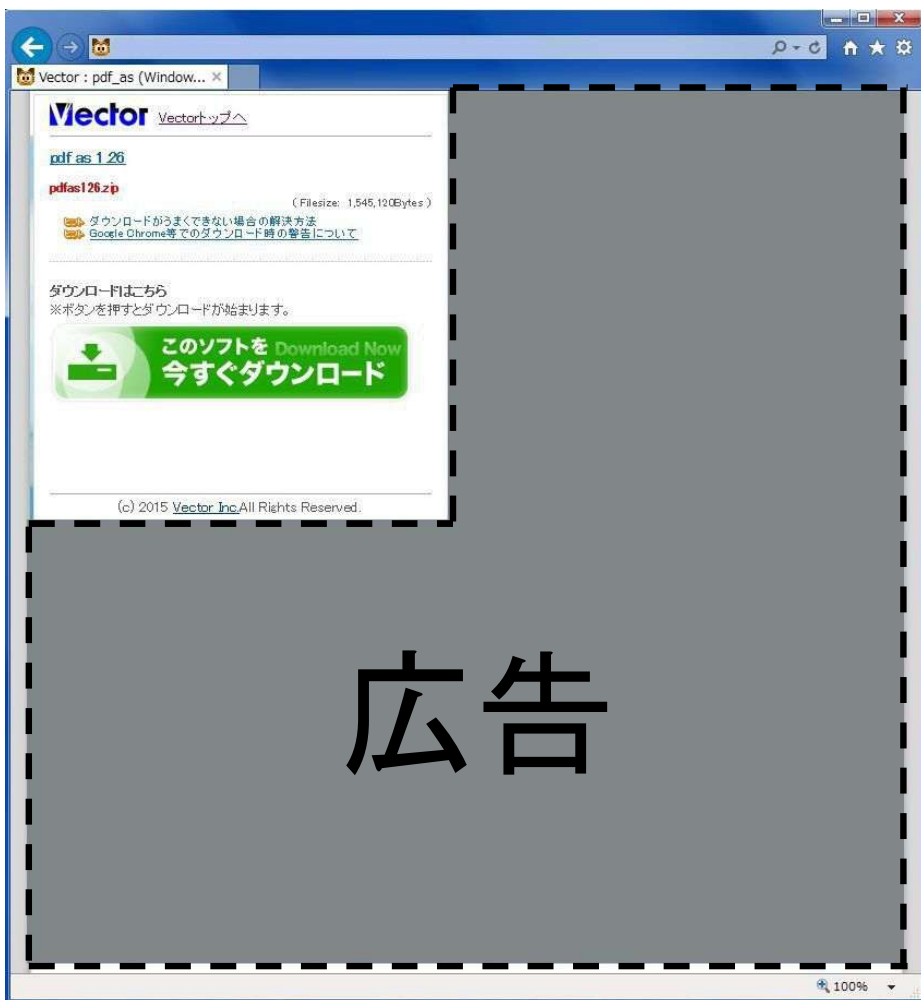 Vector : pdf_as (Window...
Vector Vectorトップへ
pdf as 1.26
pdfas126.zip
(Filesize: 1,545,120Bytes)
ダウンロードがうまくできない場合の解決方法
Google Chrome等でのダウンロード時の警告について
ダウンロードはこちら
※ボタンを押すとダウンロードが始まります。
このソフトを Download Now
今すぐダウンロード
(c) 2015 Vector Inc.All Rights Reserved.
広告
100%